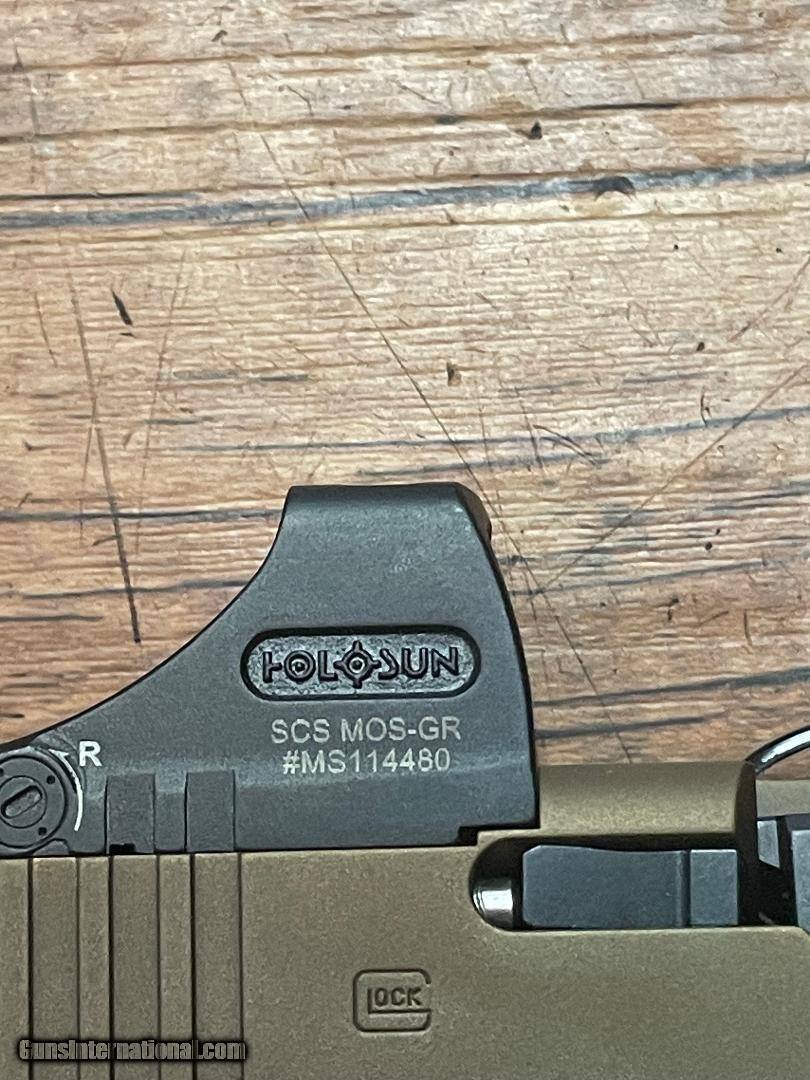 HOLOSUN
SCS MOS-GR
#MS114480
R
GLOCK
GunsInternational.com